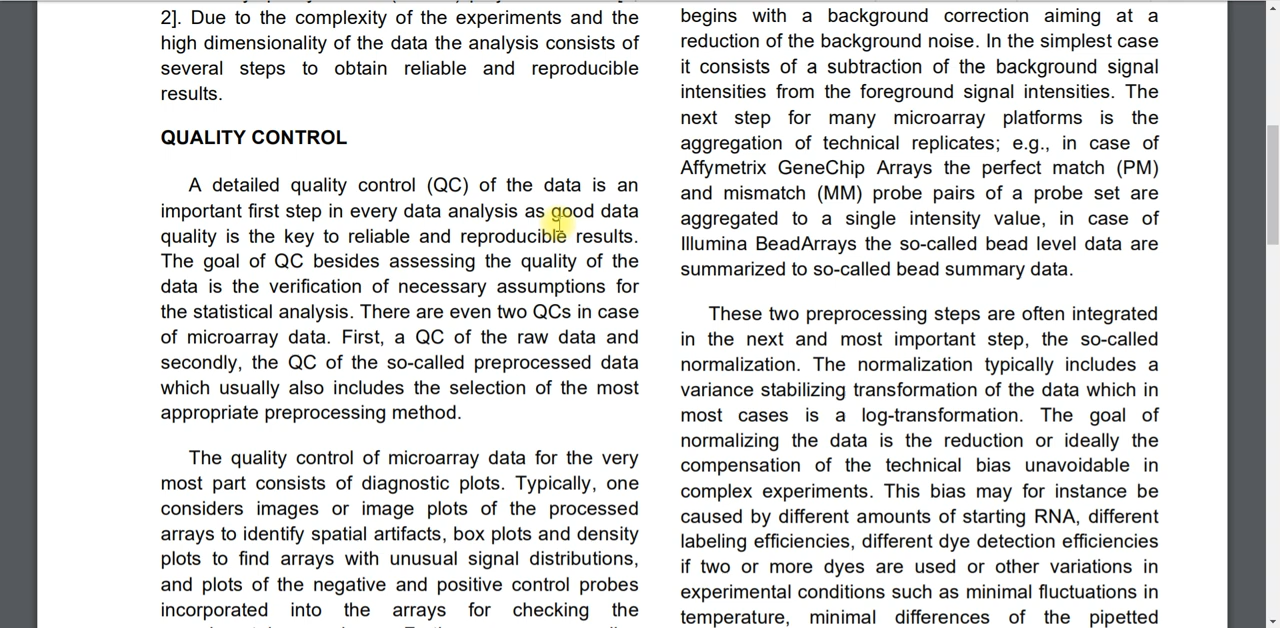 2]. Due to the complexity of the experiments and the
high dimensionality of the data the analysis consists of
several steps to obtain reliable and reproducible
results.
QUALITY CONTROL
A detailed quality control (QC) of the data is an
important first step in every data analysis as good data
quality is the key to reliable and reproducible results.
The goal of QC besides assessing the quality of the
data is the verification of necessary assumptions for
the statistical analysis. There are even two QCs in case
of microarray data. First, a QC of the raw data and
secondly, the QC of the so-called preprocessed data
which usually also includes the selection of the most
appropriate preprocessing method.
The quality control of microarray data for the very
most part consists of diagnostic plots. Typically, one
considers images or image plots of the processed
arrays to identify spatial artifacts, box plots and density
plots to find arrays with unusual signal distributions,
and plots of the negative and positive control probes
incorporated into the arrays for checking the
begins with a background correction aiming at a
reduction of the background noise. In the simplest case
it consists of a subtraction of the background signal
intensities from the foreground signal intensities. The
next step for many microarray platforms is the
aggregation of technical replicates; e.g., in case of
Affymetrix GeneChip Arrays the perfect match (PM)
and mismatch (MM) probe pairs of a probe set are
aggregated to a single intensity value, in case of
Illumina BeadArrays the so-called bead level data are
summarized to so-called bead summary data.
These two preprocessing steps are often integrated
in the next and most important step, the so-called
normalization. The normalization typically includes a
variance stabilizing transformation of the data which in
most cases is a log-transformation. The goal of
normalizing the data is the reduction or ideally the
compensation of the technical bias unavoidable in
complex experiments. This bias may for instance be
caused by different amounts of starting RNA, different
labeling efficiencies, different dye detection efficiencies
if two or more dyes are used or other variations in
experimental conditions such as minimal fluctuations in
temperature, minimal differences of the pipetted